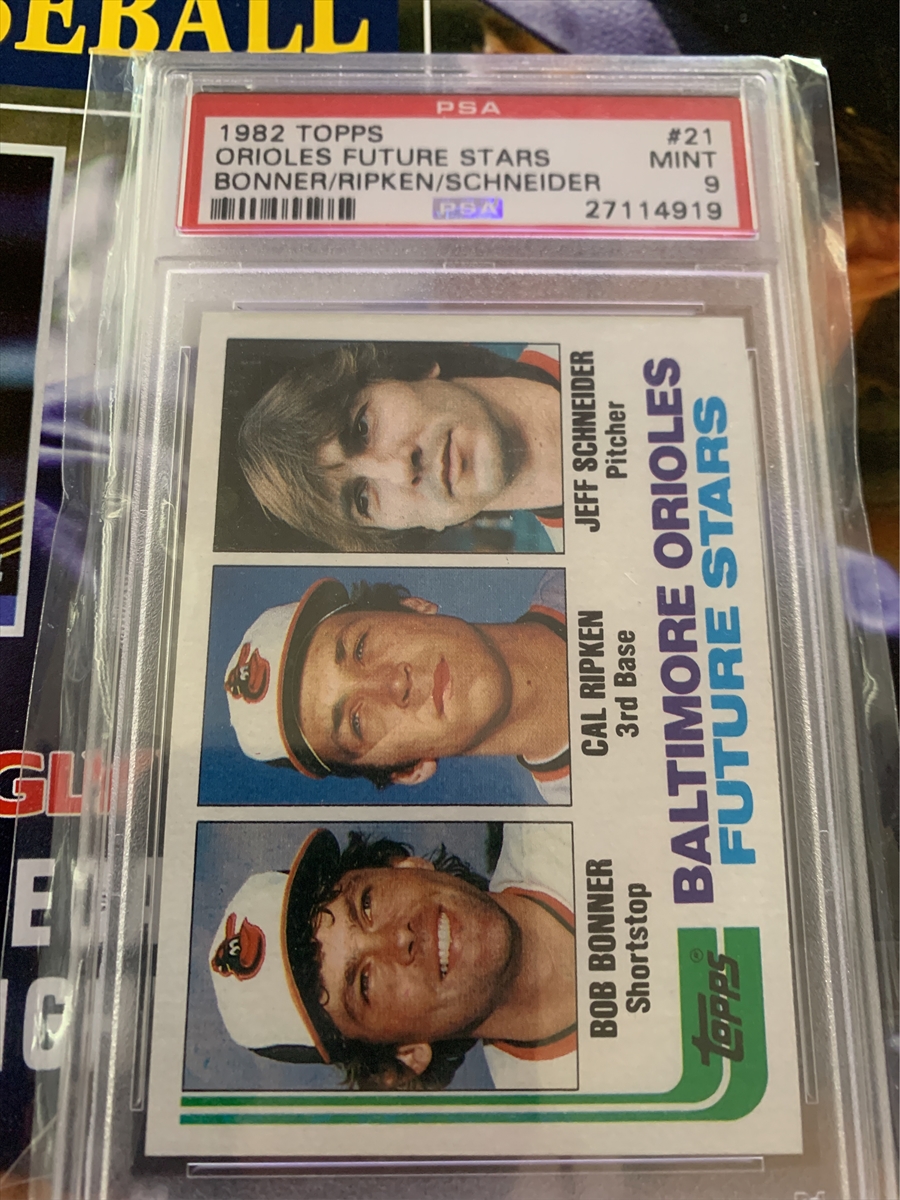 EBALL
PSA
1982 TOPPS #21
ORIOLES FUTURE STARS MINT
BONNER/RIPKEN/SCHNEIDER 9
PSA 27114919
JEFF SCHNEIDER
Pitcher
CAL RIPKEN
3rd Base
BOB BONNER
Shortstop
BALTIMORE ORIOLES
FUTURE STARS
topps®